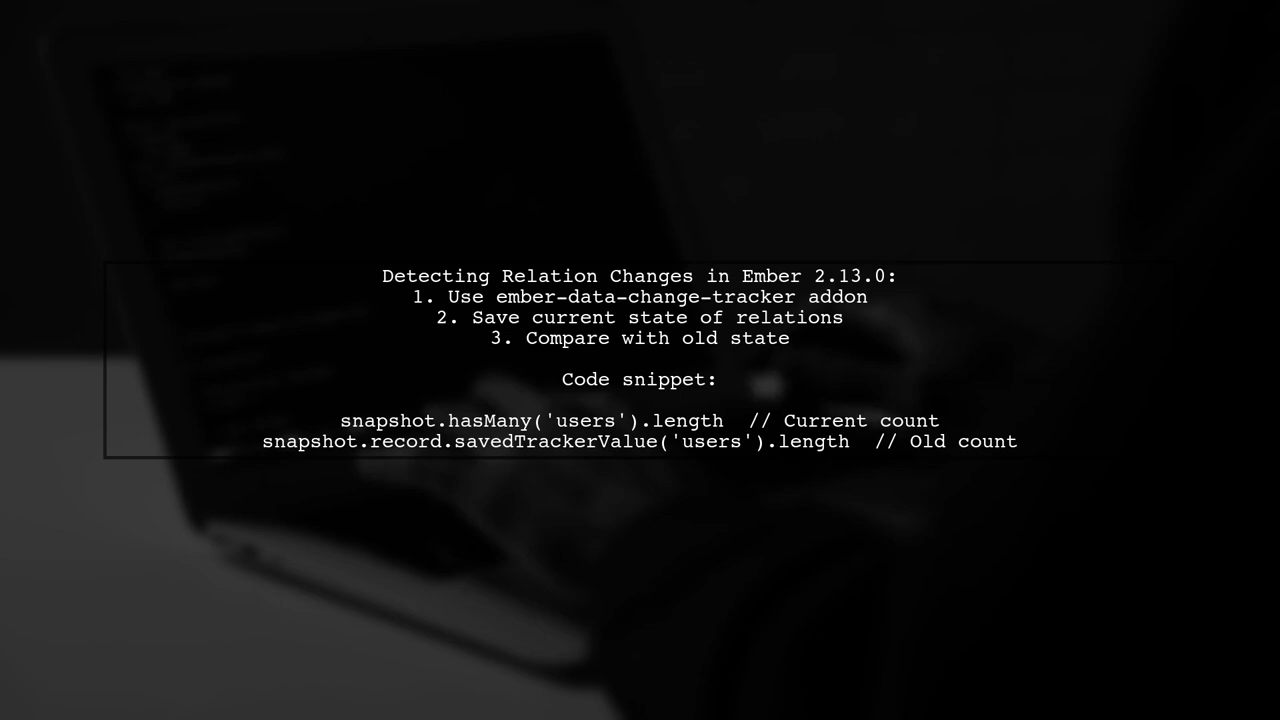 Detecting Relation Changes in Ember 2.13.0:
1. Use ember-data-change-tracker addon
2. Save current state of relations
3. Compare with old state
Code snippet:
snapshot.hasMany('users').length  // Current count
snapshot.record.savedTrackerValue('users').length  // Old count